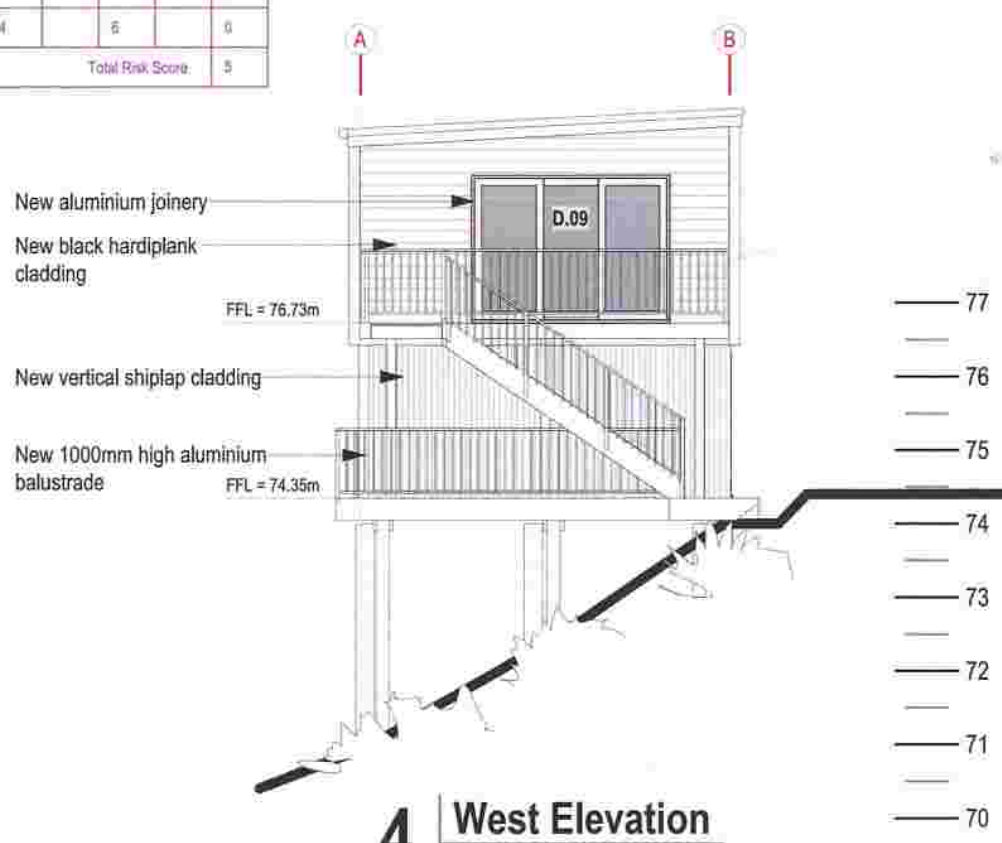 4 6 0
Total Risk Score 5
A B
New aluminium joinery
D.09
New black hardiplank
cladding
FFL = 76.73m
77
New vertical shiplap cladding
76
New 1000mm high aluminium
balustrade
75
FFL = 74.35m
74
73
72
71
70
4 West Elevation